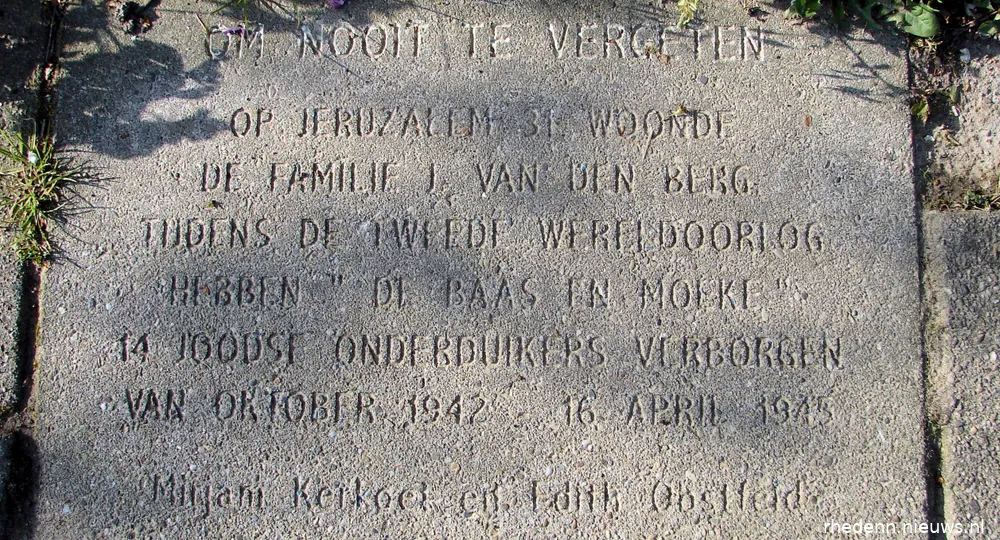 OM NOOIT TE VERGETEN
OP JERUZALEM 31 WOONDE
DE FAMILIE J. VAN DEN BERG.
TIJDENS DE TWEEDE WERELDOORLOG
HEBBEN " DE BAAS EN MOEKE "
14 JOODSE ONDERDUIKERS VERBORGEN
VAN OKTOBER 1942 - 16 APRIL 1945
Mirjam en Edith Obstfeld
rhedenn.nieuws.nl